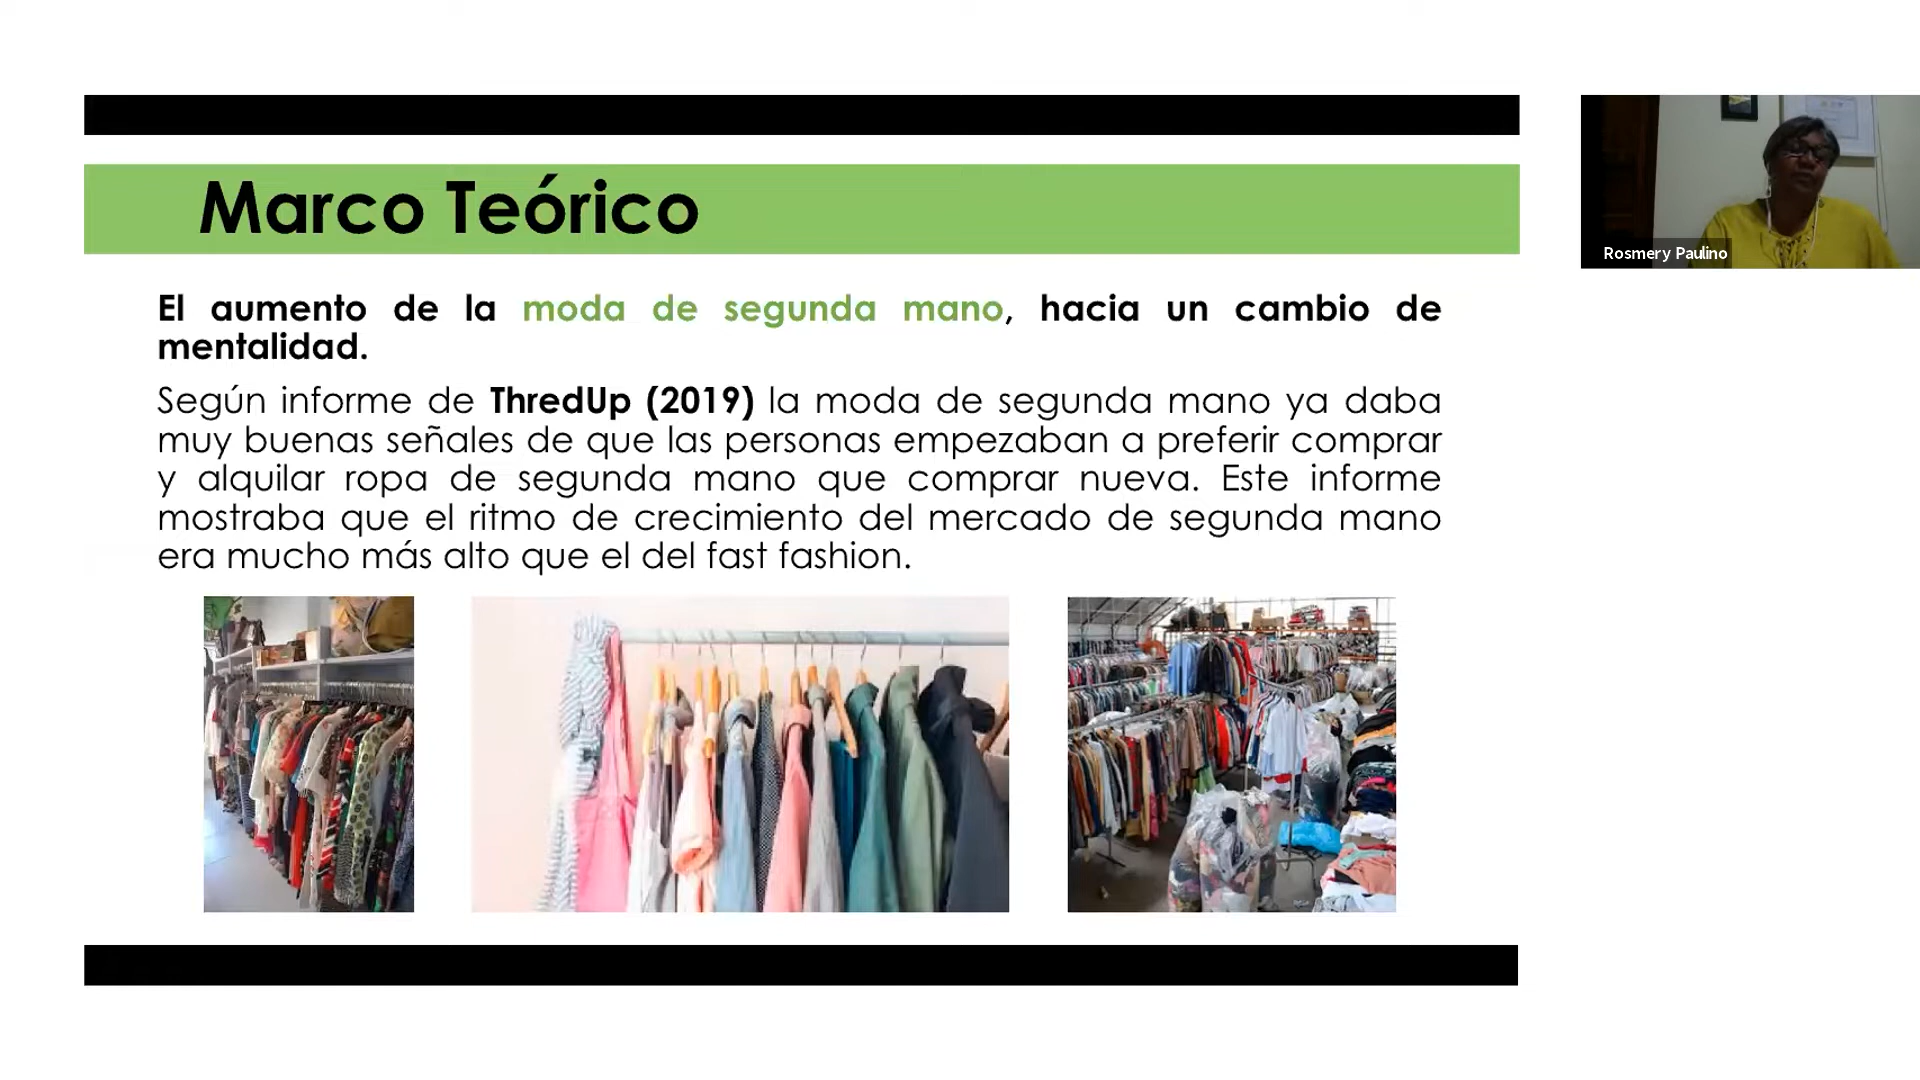 Marco Teórico
El aumento de la moda de segunda mano, hacia un cambio de
mentalidad.
Según informe de ThredUp (2019) la moda de segunda mano ya daba
muy buenas señales de que las personas empezaban a preferir comprar
y alquilar ropa de segunda mano que comprar nueva. Este informe
mostraba que el ritmo de crecimiento del mercado de segunda mano
era mucho más alto que el del fast fashion.
Rosmery Paulino